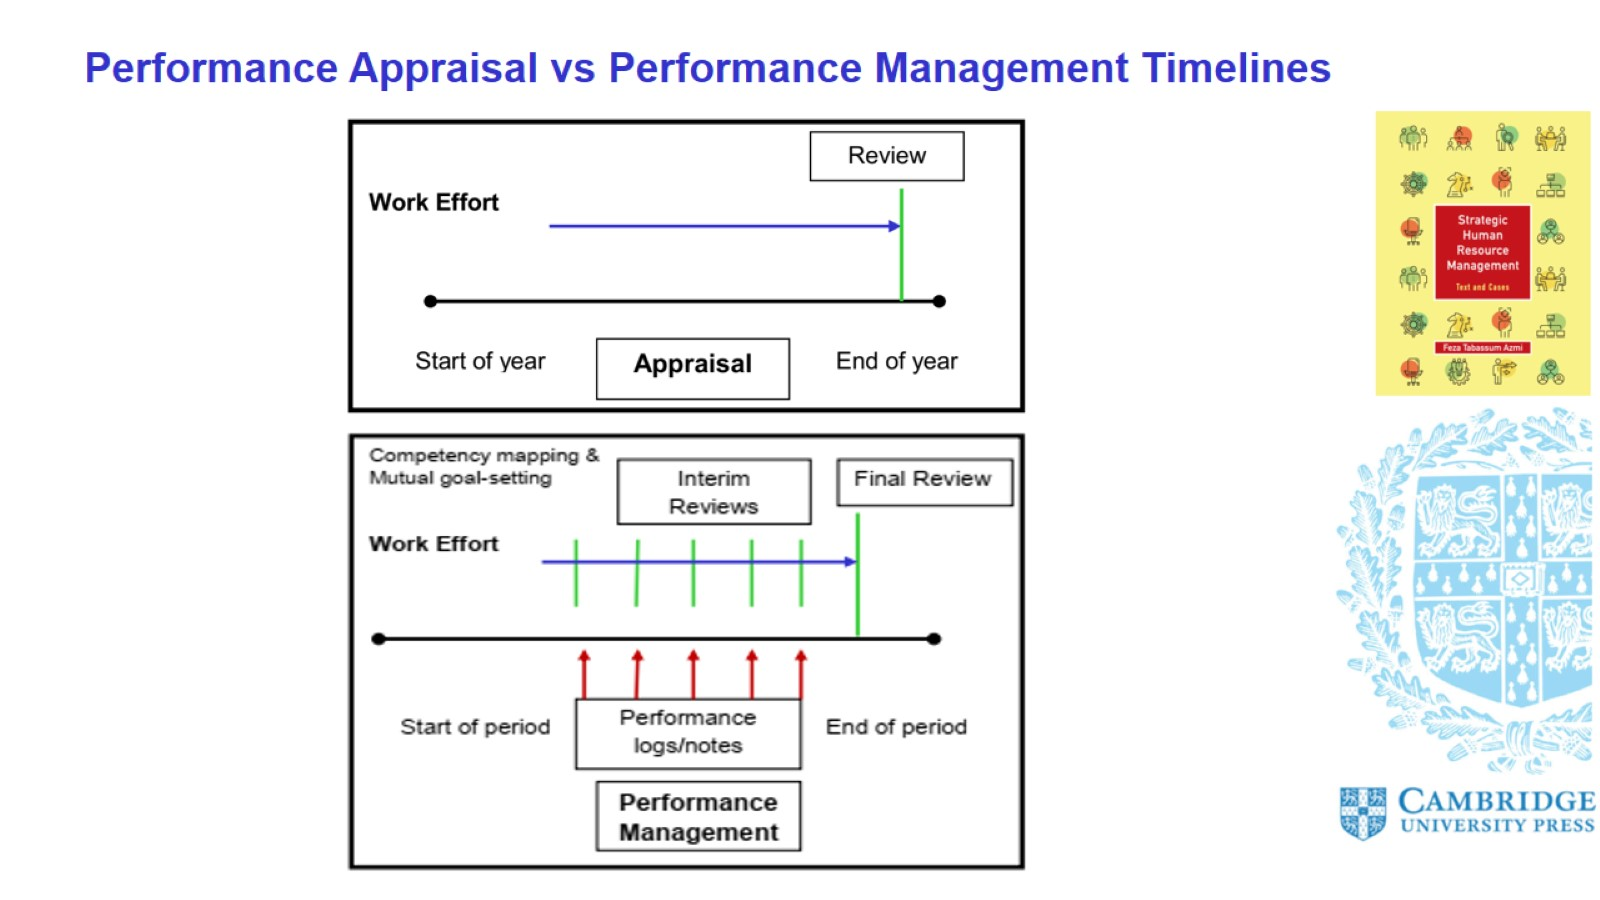 Performance Appraisal vs Performance Management Timelines
Review
Work Effort
Start of year
Appraisal
End of year
Competency mapping &
Mutual goal-setting
Interim
Reviews
Final Review
Work Effort
Start of period
Performance
logs/notes
End of period
Performance
Management
Strategic
Human
Resource
Management
Text and Cases
Feza Tabassum Azmi
CAMBRIDGE
UNIVERSITY PRESS